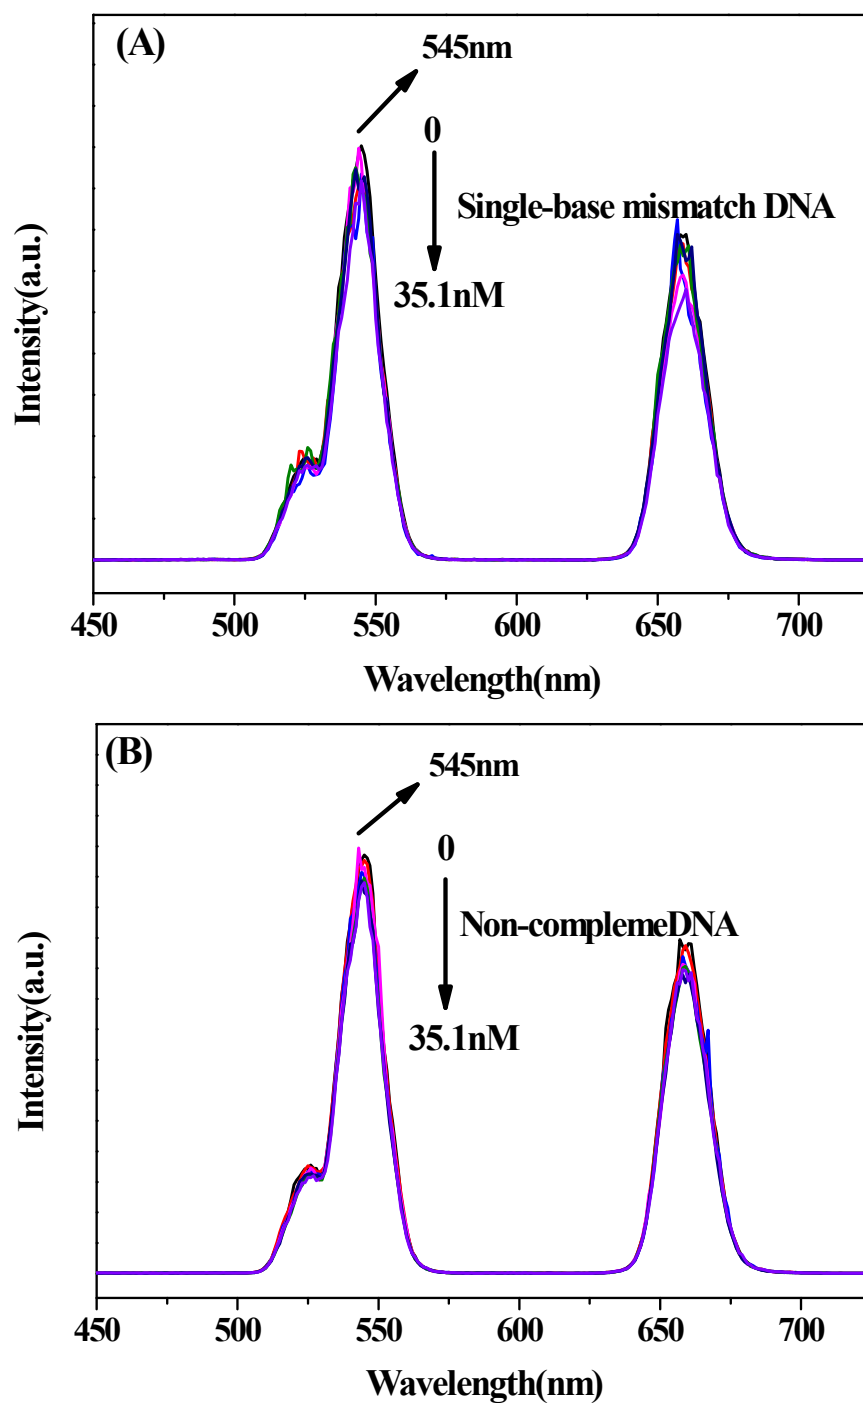 (A)
545nm
0
Single-base mismatch DNA
35.1nM
Intensity(a.u.)
450 500 550 600 650 700
Wavelength(nm)
(B)
545nm
0
Non-complemeDNA
35.1nM
Intensity(a.u.)
450 500 550 600 650 700
Wavelength(nm)